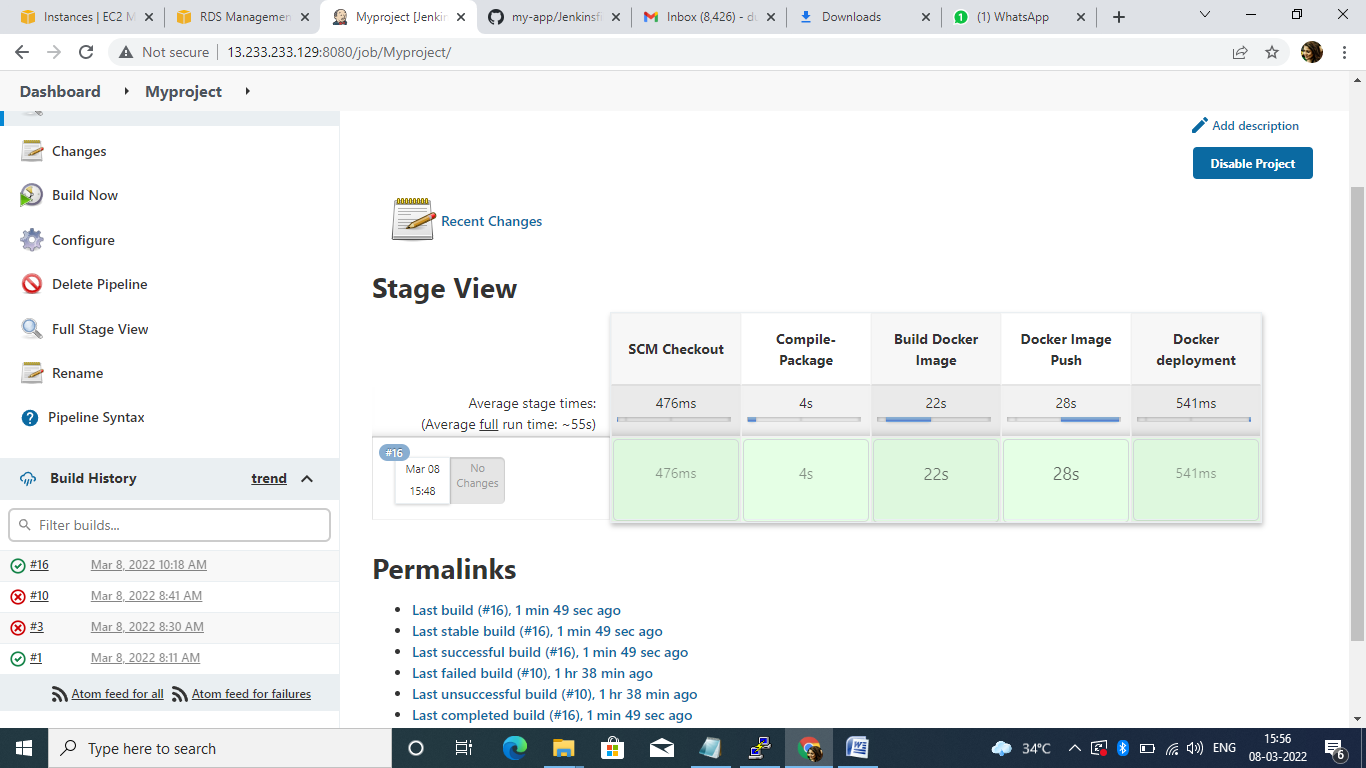 Instances | EC2 M
RDS Managemen
Myproject [Jenkin
my-app/Jenkinsfi
Inbox (8,426) - du
Downloads
(1) WhatsApp
Not secure
13.233.233.129:8080/job/Myproject/
Dashboard
Myproject
Changes
Build Now
Configure
Delete Pipeline
Full Stage View
Rename
Pipeline Syntax
Build History
trend
Filter builds...
#16 Mar 8, 2022 10:18 AM
#10 Mar 8, 2022 8:41 AM
#3 Mar 8, 2022 8:30 AM
#1 Mar 8, 2022 8:11 AM
Atom feed for all Atom feed for failures
Add description
Disable Project
Recent Changes
Stage View
SCM Checkout
Compile-
Package
Build Docker
Image
Docker Image
Push
Docker
deployment
Average stage times:
(Average full run time: ~55s)
476ms 4s 22s 28s 541ms
#16
Mar 08
15:48
No
Changes
476ms 4s 22s 28s 541ms
Permalinks
Last build (#16), 1 min 49 sec ago
Last stable build (#16), 1 min 49 sec ago
Last successful build (#16), 1 min 49 sec ago
Last failed build (#10), 1 hr 38 min ago
Last unsuccessful build (#10), 1 hr 38 min ago
Last completed build (#16), 1 min 49 sec ago
Type here to search
34°C
ENG
15:56
08-03-2022
6